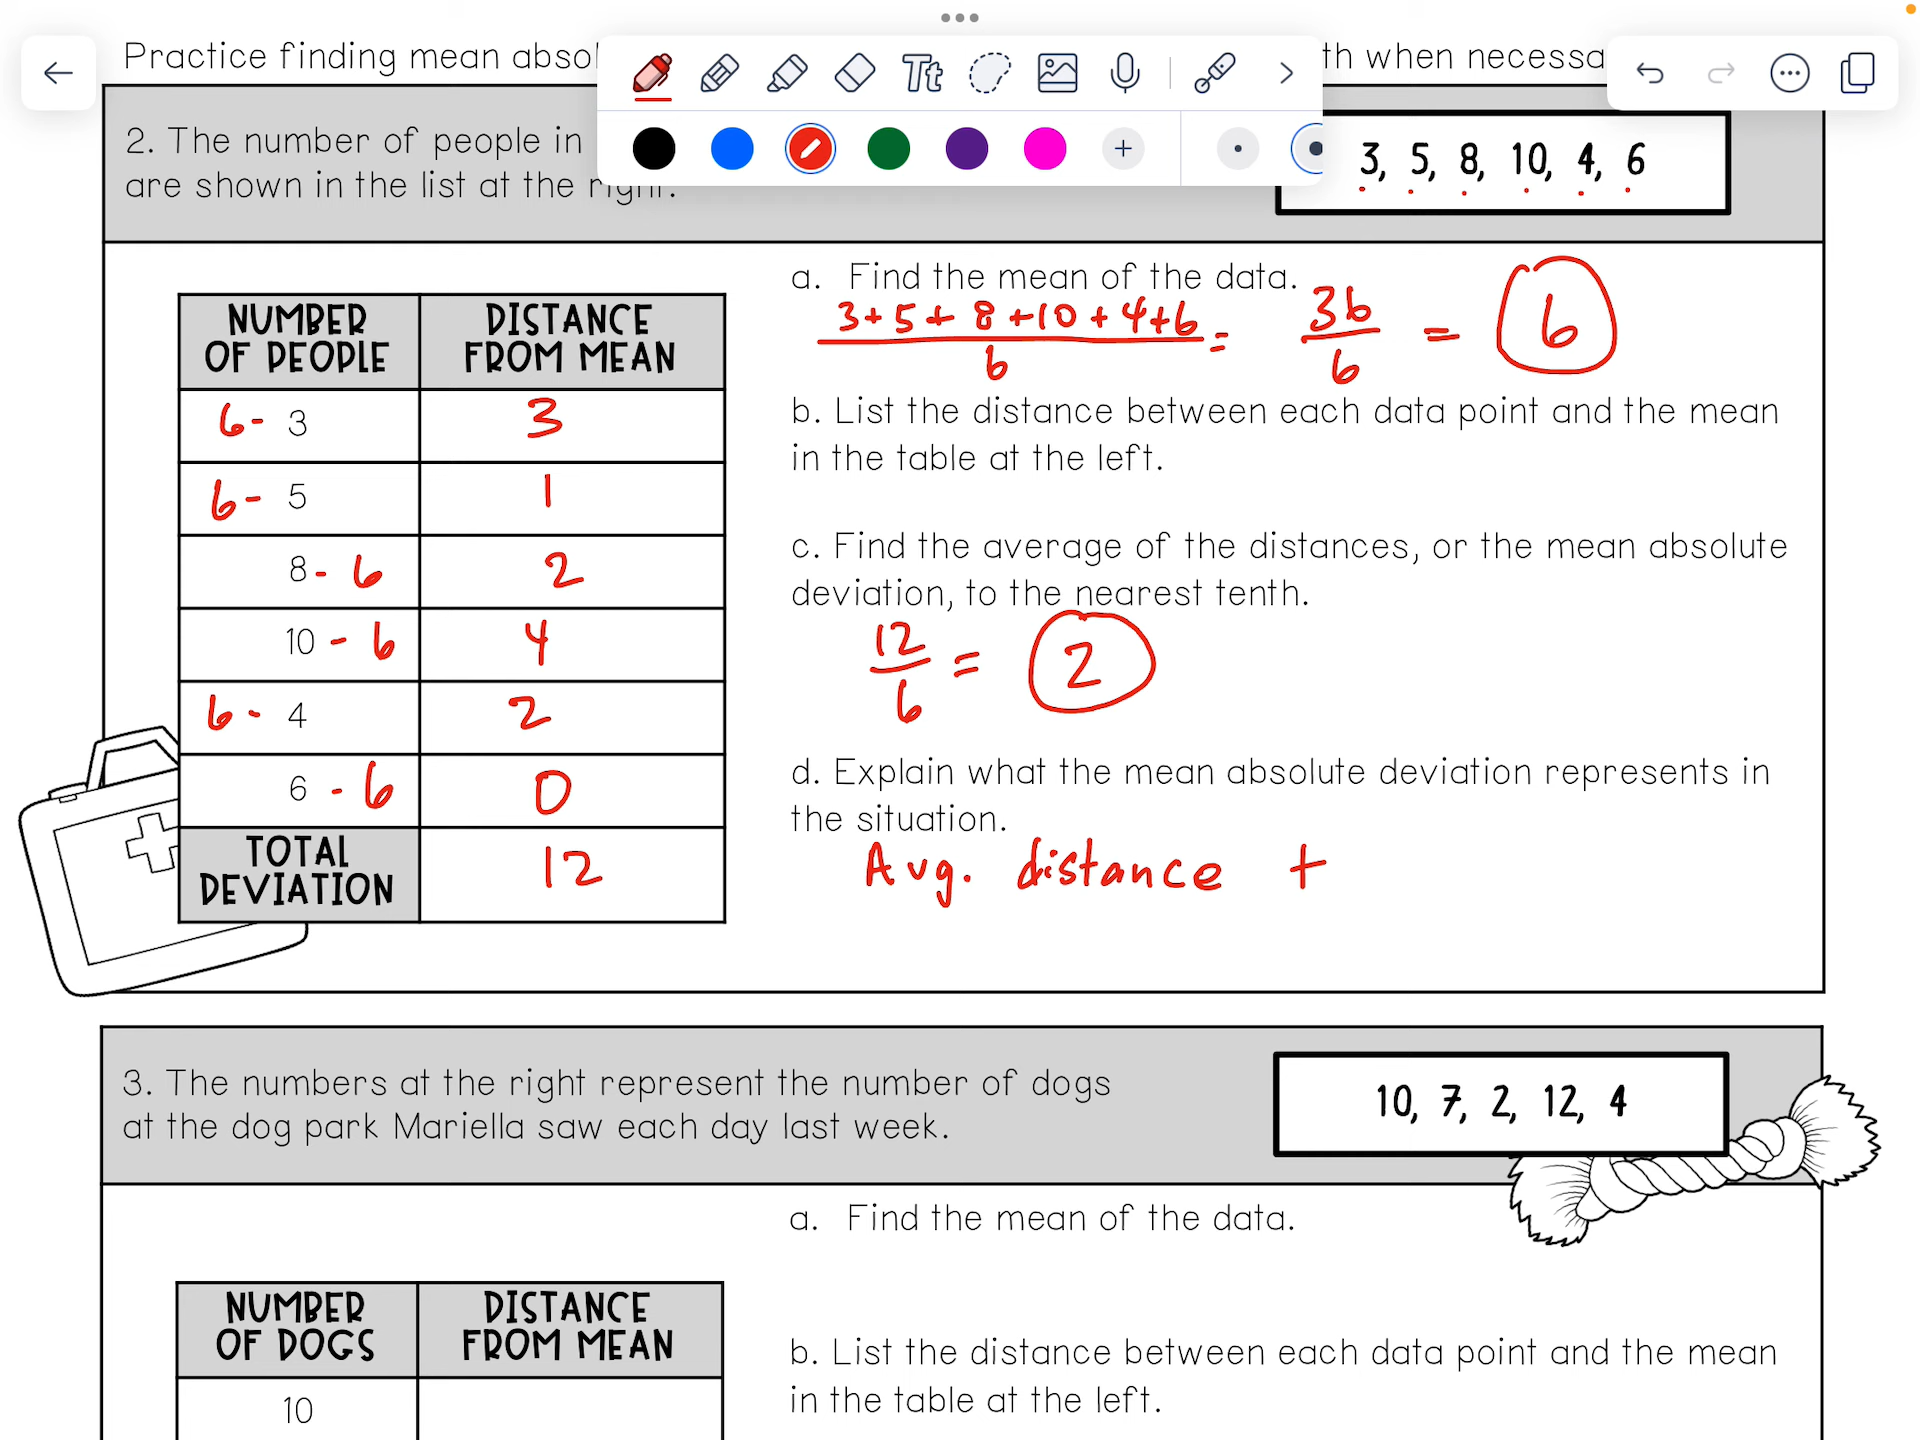 Practice finding mean absol
th when necessa
Tt
2. The number of people in
are shown in the list at the right.
3, 5, 8, 10, 4, 6
NUMBER OF PEOPLE
DISTANCE FROM MEAN
6- 3
3
6- 5
1
8- 6
2
10 - 6
4
6- 4
2
6 - 6
0
TOTAL DEVIATION
12
a. Find the mean of the data.
3+5+8+10+4+6 / 6 = 36 / 6 = 6
b. List the distance between each data point and the mean
in the table at the left.
c. Find the average of the distances, or the mean absolute
deviation, to the nearest tenth.
12 / 6 = 2
d. Explain what the mean absolute deviation represents in
the situation.
Avg. distance t
3. The numbers at the right represent the number of dogs
at the dog park Mariella saw each day last week.
10, 7, 2, 12, 4
a. Find the mean of the data.
NUMBER OF DOGS
DISTANCE FROM MEAN
10
b. List the distance between each data point and the mean
in the table at the left.